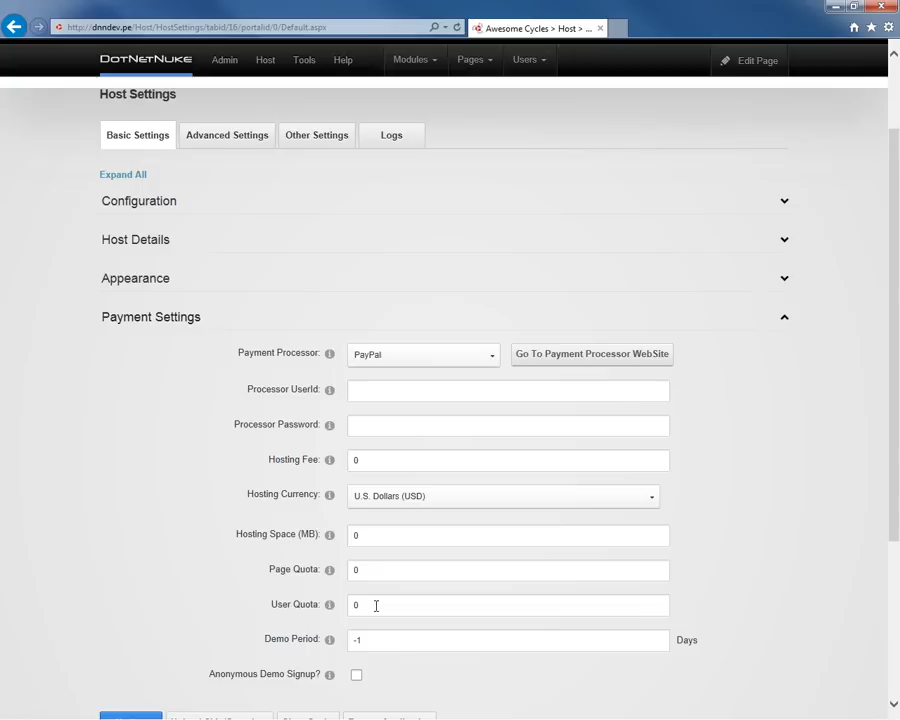 http://dnndev.pe/Host/HostSettings/tabid/16/portalid/0/Default.aspx
Awesome Cycles > Host > ...
DOTNETNUKE Admin Host Tools Help Modules Pages Users Edit Page
Host Settings
Basic Settings Advanced Settings Other Settings Logs
Expand All
Configuration
Host Details
Appearance
Payment Settings
Payment Processor: PayPal Go To Payment Processor WebSite
Processor UserId:
Processor Password:
Hosting Fee: 0
Hosting Currency: U.S. Dollars (USD)
Hosting Space (MB): 0
Page Quota: 0
User Quota: 0
Demo Period: -1 Days
Anonymous Demo Signup?